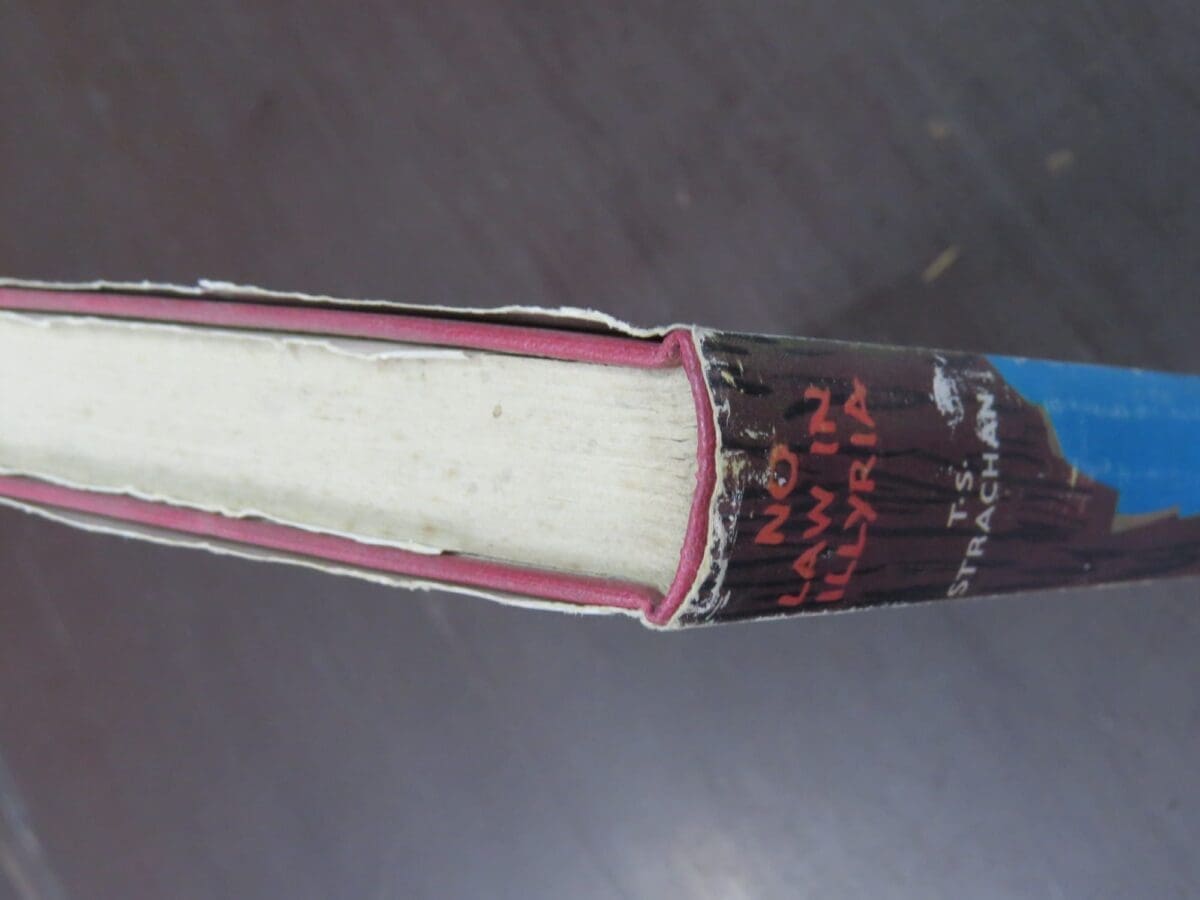 NO
LAW IN
ILLYRIA
T.S.
STRACHAN